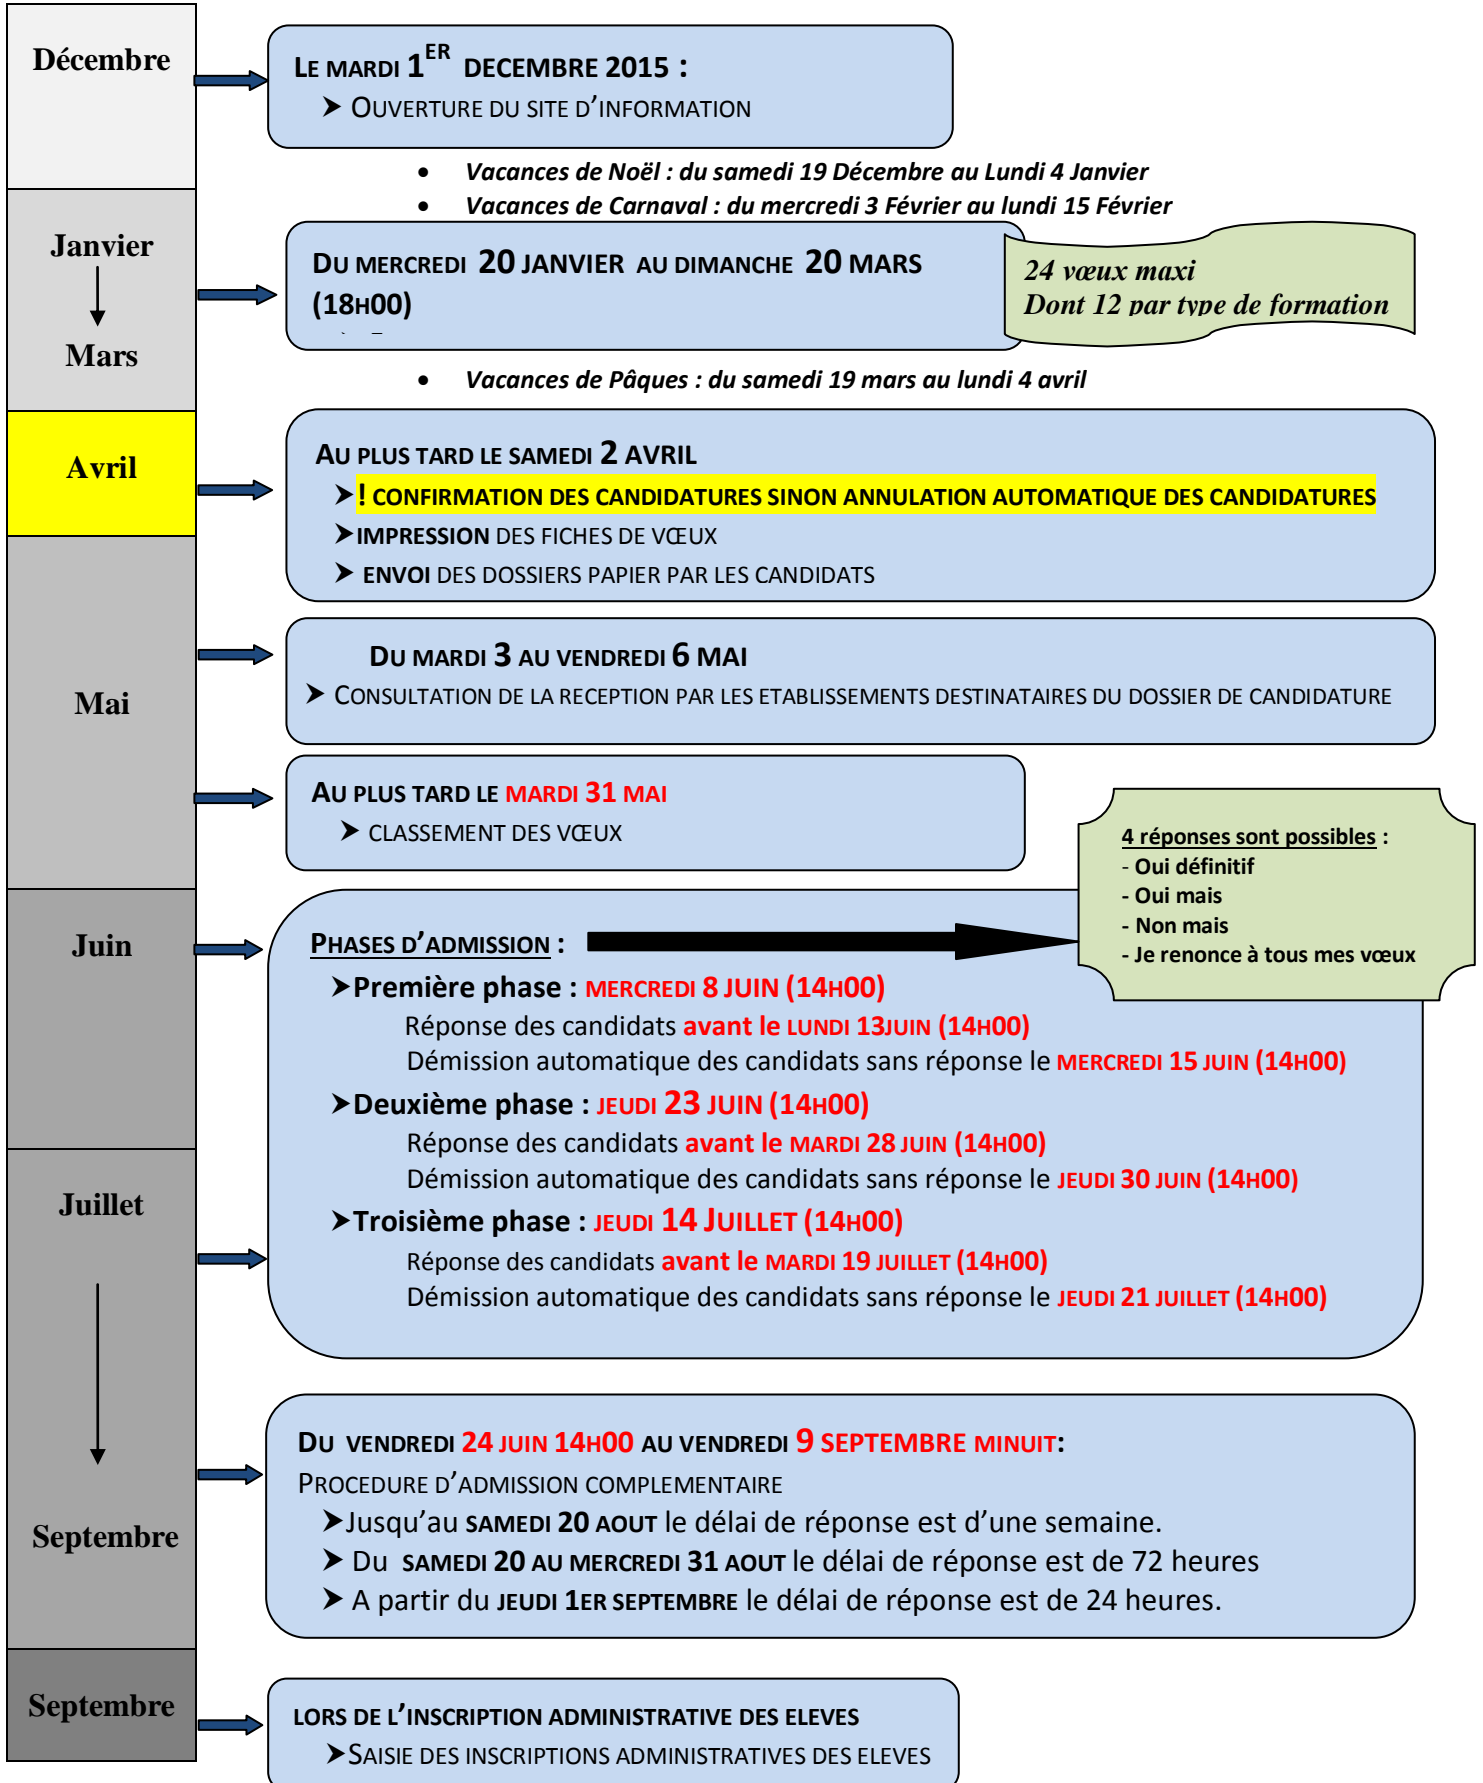 Décembre
LE MARDI 1ER DECEMBRE 2015 :
➤ OUVERTURE DU SITE D'INFORMATION
• Vacances de Noël : du samedi 19 Décembre au Lundi 4 Janvier
• Vacances de Carnaval : du mercredi 3 Février au lundi 15 Février
Janvier
Mars
DU MERCREDI 20 JANVIER AU DIMANCHE 20 MARS
(18H00)
24 vœux maxi
Dont 12 par type de formation
• Vacances de Pâques : du samedi 19 mars au lundi 4 avril
Avril
AU PLUS TARD LE SAMEDI 2 AVRIL
➤ ! CONFIRMATION DES CANDIDATURES SINON ANNULATION AUTOMATIQUE DES CANDIDATURES
➤ IMPRESSION DES FICHES DE VŒUX
➤ ENVOI DES DOSSIERS PAPIER PAR LES CANDIDATS
Mai
DU MARDI 3 AU VENDREDI 6 MAI
➤ CONSULTATION DE LA RECEPTION PAR LES ETABLISSEMENTS DESTINATAIRES DU DOSSIER DE CANDIDATURE
AU PLUS TARD LE MARDI 31 MAI
➤ CLASSEMENT DES VŒUX
4 réponses sont possibles :
- Oui définitif
- Oui mais
- Non mais
- Je renonce à tous mes vœux
Juin
PHASES D'ADMISSION :
➤ Première phase : MERCREDI 8 JUIN (14H00)
Réponse des candidats avant le LUNDI 13JUIN (14H00)
Démission automatique des candidats sans réponse le MERCREDI 15 JUIN (14H00)
➤ Deuxième phase : JEUDI 23 JUIN (14H00)
Réponse des candidats avant le MARDI 28 JUIN (14H00)
Démission automatique des candidats sans réponse le JEUDI 30 JUIN (14H00)
Juillet
➤ Troisième phase : JEUDI 14 JUILLET (14H00)
Réponse des candidats avant le MARDI 19 JUILLET (14H00)
Démission automatique des candidats sans réponse le JEUDI 21 JUILLET (14H00)
Septembre
DU VENDREDI 24 JUIN 14H00 AU VENDREDI 9 SEPTEMBRE MINUIT:
PROCEDURE D'ADMISSION COMPLEMENTAIRE
➤ Jusqu'au SAMEDI 20 AOUT le délai de réponse est d'une semaine.
➤ Du SAMEDI 20 AU MERCREDI 31 AOUT le délai de réponse est de 72 heures
➤ A partir du JEUDI 1ER SEPTEMBRE le délai de réponse est de 24 heures.
Septembre
LORS DE L'INSCRIPTION ADMINISTRATIVE DES ELEVES
➤ SAISIE DES INSCRIPTIONS ADMINISTRATIVES DES ELEVES